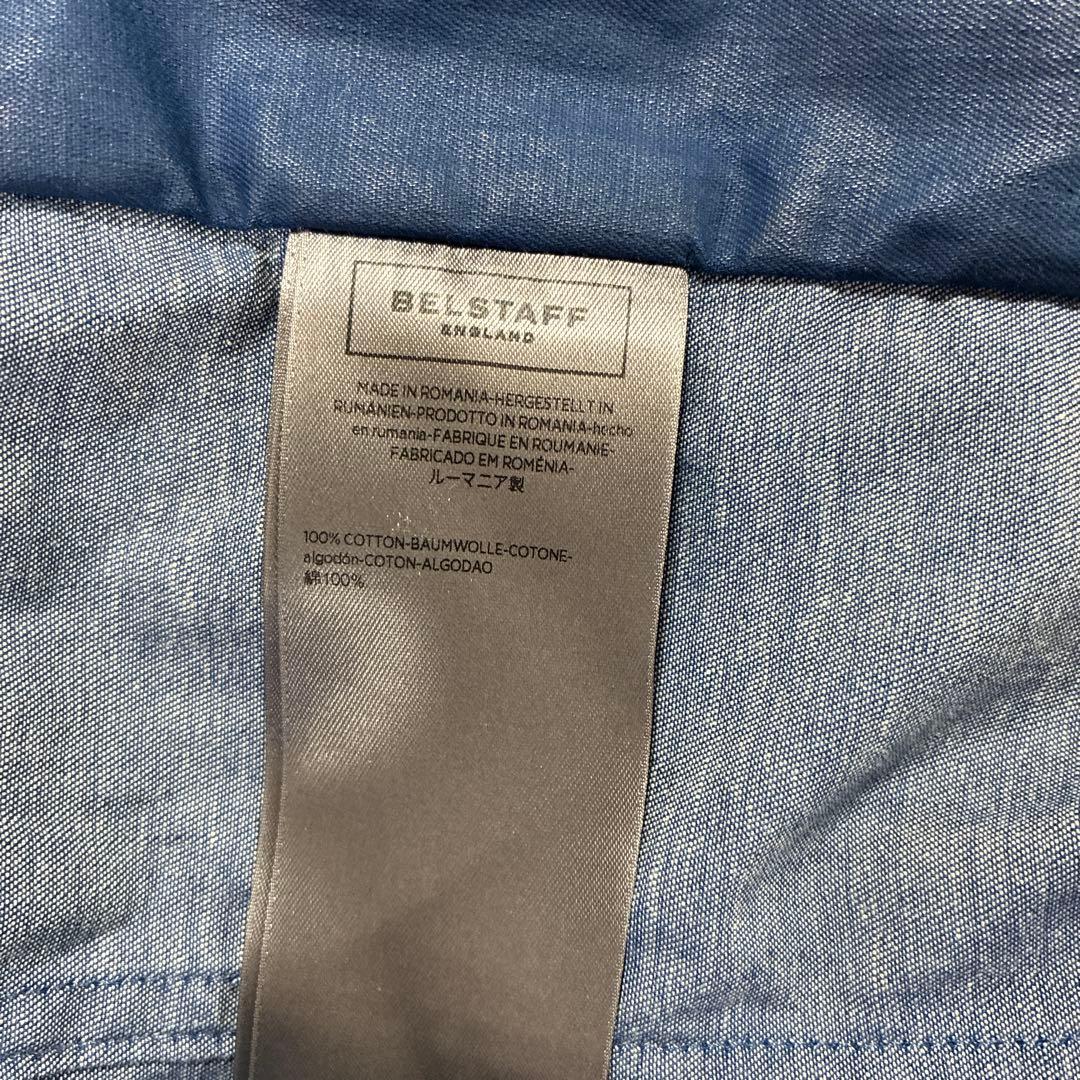 BELSTAFF
ENGLAND
MADE IN ROMANIA-HERGESTELLT IN
RUNANIEN-PRODOTTO IN ROMANIA-hecho
en rumania-FABRIQUE EN ROUMANIE-
FABRICADO EM ROMÉNIA-
ルーマニア製
100% COTTON-BAUMWOLLE-COTONE-
algodón-COTON-ALGODAO
綿100%